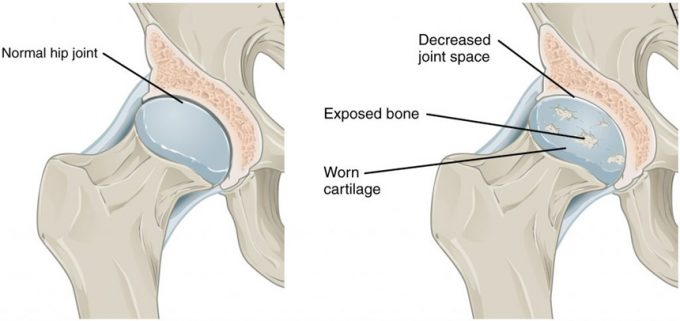 Normal hip joint
Decreased
joint space
Exposed bone
Worn
cartilage